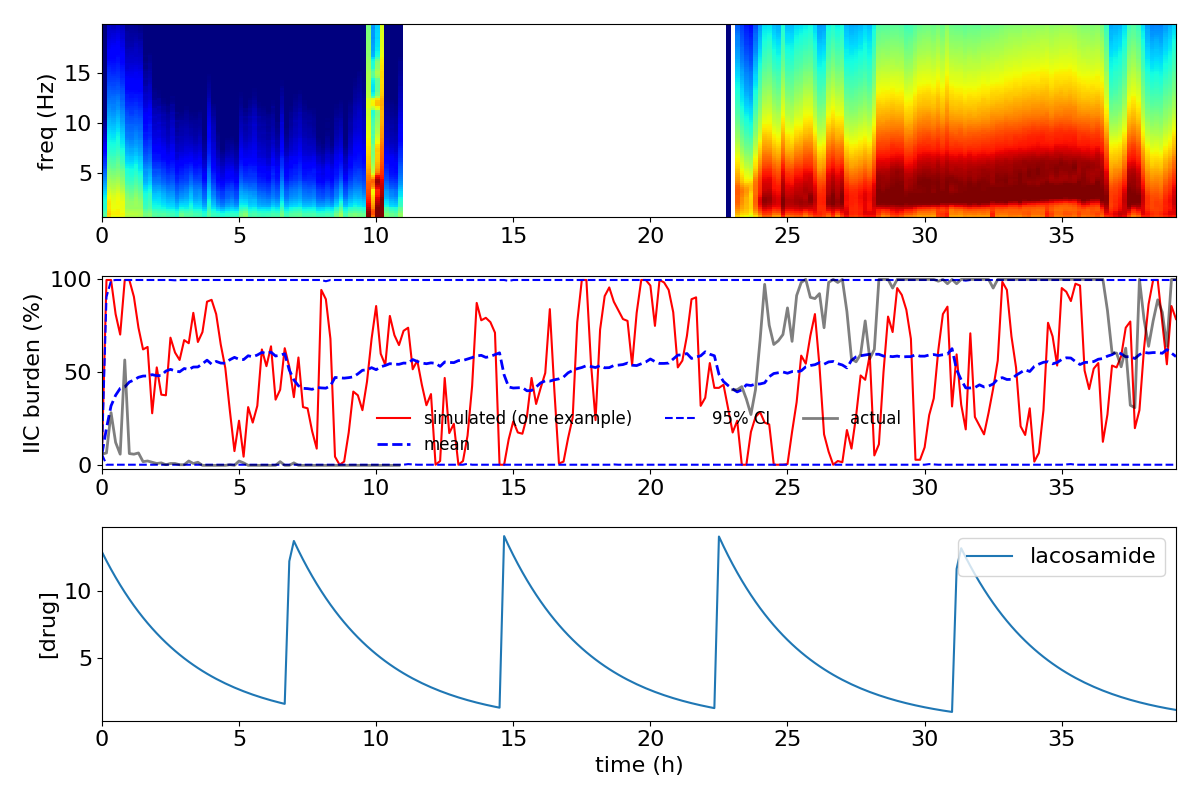 freq (Hz)
15
10
5
0 5 10 15 20 25 30 35
IIC burden (%)
100
50
0
simulated (one example) 95% CI actual
mean
0 5 10 15 20 25 30 35
[drug]
10
5
lacosamide
0 5 10 15 20 25 30 35
time (h)